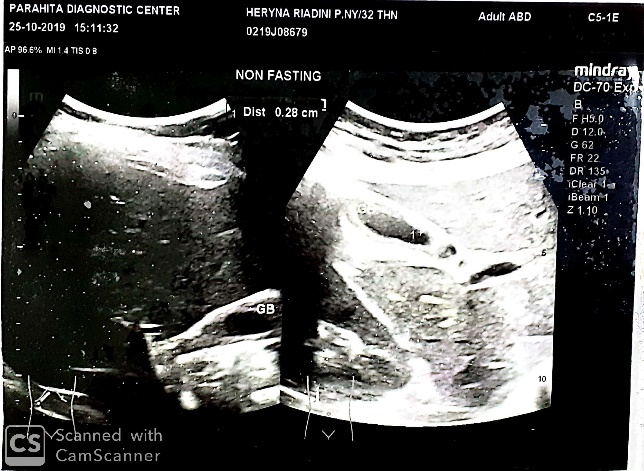 PARAHITA DIAGNOSTIC CENTER
25-10-2019 15:11:32
AP 96.6% MI 1.4 TIS 0.8
HERYNA RIADINI P.NY/32 THN
0219J08679
Adult ABD
C5-1E
mindray
DC-70 Exp
NON FASTING
1 Dist 0.28 cm
B
F H5.0
D 12.0
G 62
FR 22
DR 135
iClear 4
iBeam 1
Z 1.10
GB
5
10
CS Scanned with
CamScanner